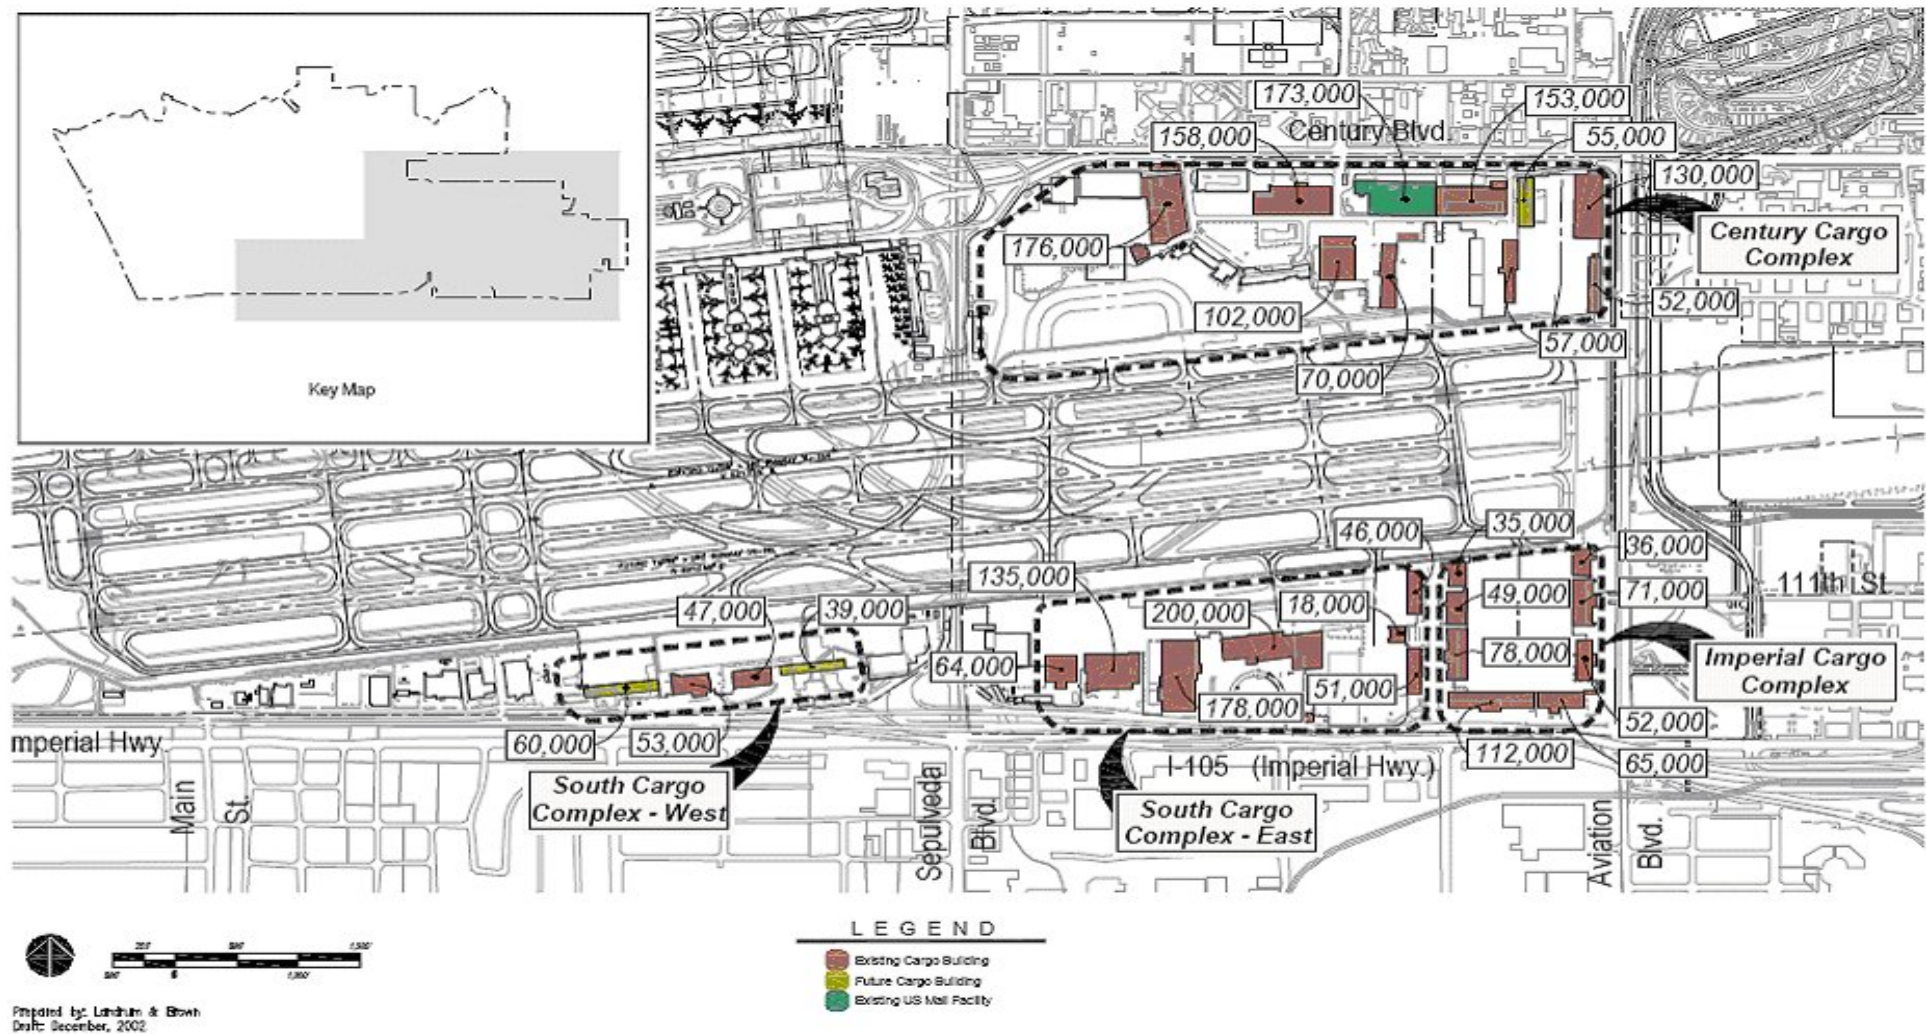 Key Map
173,000
153,000
158,000
Century Blvd.
55,000
130,000
Century Cargo
Complex
176,000
102,000
52,000
57,000
70,000
46,000
35,000
36,000
135,000
111th St
47,000
39,000
200,000
18,000
49,000
71,000
64,000
78,000
Imperial Cargo
Complex
51,000
178,000
52,000
60,000
53,000
112,000
65,000
mperial Hwy.
I-105 (Imperial Hwy.)
South Cargo
Complex - West
South Cargo
Complex - East
Main
St.
Sepulveda
Blvd.
Aviation
Blvd.
LEGEND
Existing Cargo Building
Future Cargo Building
Existing US Mail Facility
Prepared by: Landrum & Brown
Draft: December, 2002